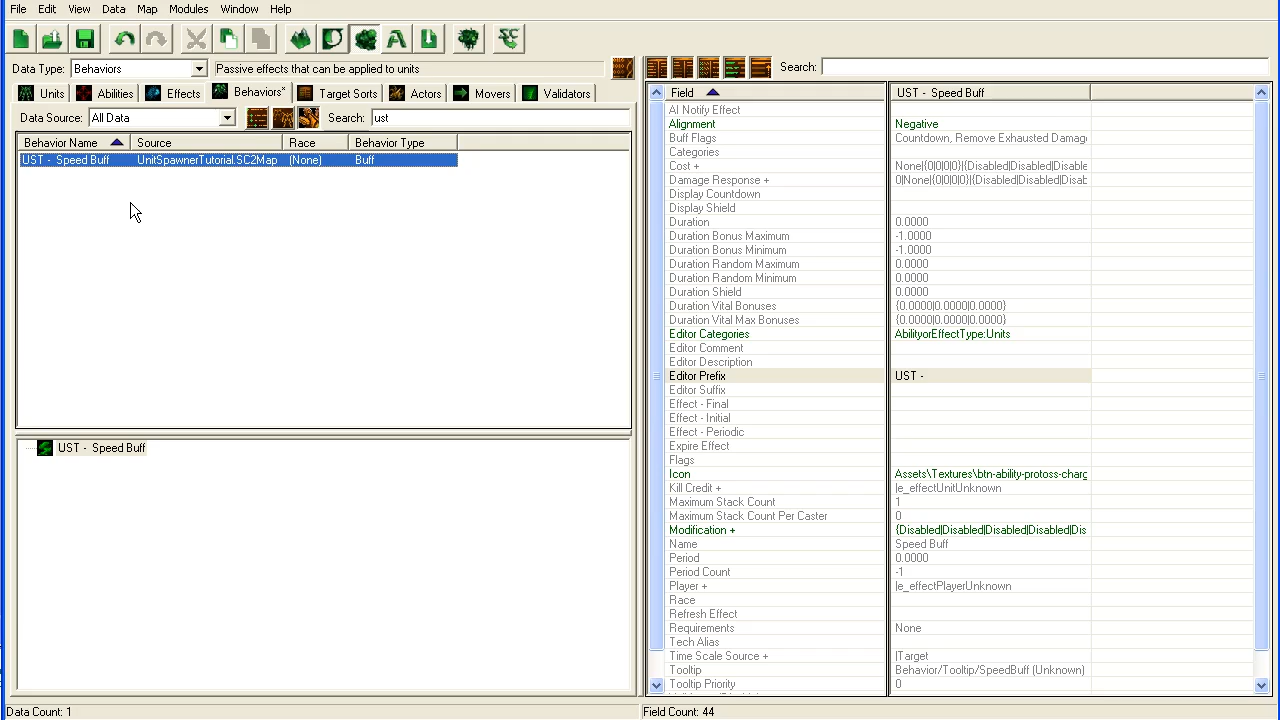 File Edit View Data Map Modules Window Help
Data Type: Behaviors Passive effects that can be applied to units
Units Abilities Effects Behaviors* Target Sorts Actors Movers Validators
Data Source: All Data Search: ust
Behavior Name Source Race Behavior Type
UST - Speed Buff UnitSpawnerTutorial.SC2Map (None) Buff
UST - Speed Buff
Data Count: 1
Search:
Field UST - Speed Buff
AI Notify Effect
Alignment Negative
Buff Flags Countdown, Remove Exhausted Damag
Categories
Cost + None|{0|0|0|0}|{Disabled|Disabled|Disable
Damage Response + 0|None|{0|0|0|0}|{Disabled|Disabled|Disab
Display Countdown
Display Shield
Duration 0.0000
Duration Bonus Maximum -1.0000
Duration Bonus Minimum -1.0000
Duration Random Maximum 0.0000
Duration Random Minimum 0.0000
Duration Shield 0.0000
Duration Vital Bonuses {0.0000|0.0000|0.0000}
Duration Vital Max Bonuses {0.0000|0.0000|0.0000}
Editor Categories AbilityorEffectType:Units
Editor Comment
Editor Description
Editor Prefix UST -
Editor Suffix
Effect - Final
Effect - Initial
Effect - Periodic
Expire Effect
Flags
Icon Assets\Textures\btn-ability-protoss-charg
Kill Credit + |e_effectUnitUnknown
Maximum Stack Count 1
Maximum Stack Count Per Caster 0
Modification + {Disabled|Disabled|Disabled|Disabled|Dis
Name Speed Buff
Period 0.0000
Period Count -1
Player + |e_effectPlayerUnknown
Race
Refresh Effect
Requirements None
Tech Alias
Time Scale Source + |Target
Tooltip Behavior/Tooltip/SpeedBuff (Unknown)
Tooltip Priority 0
Field Count: 44